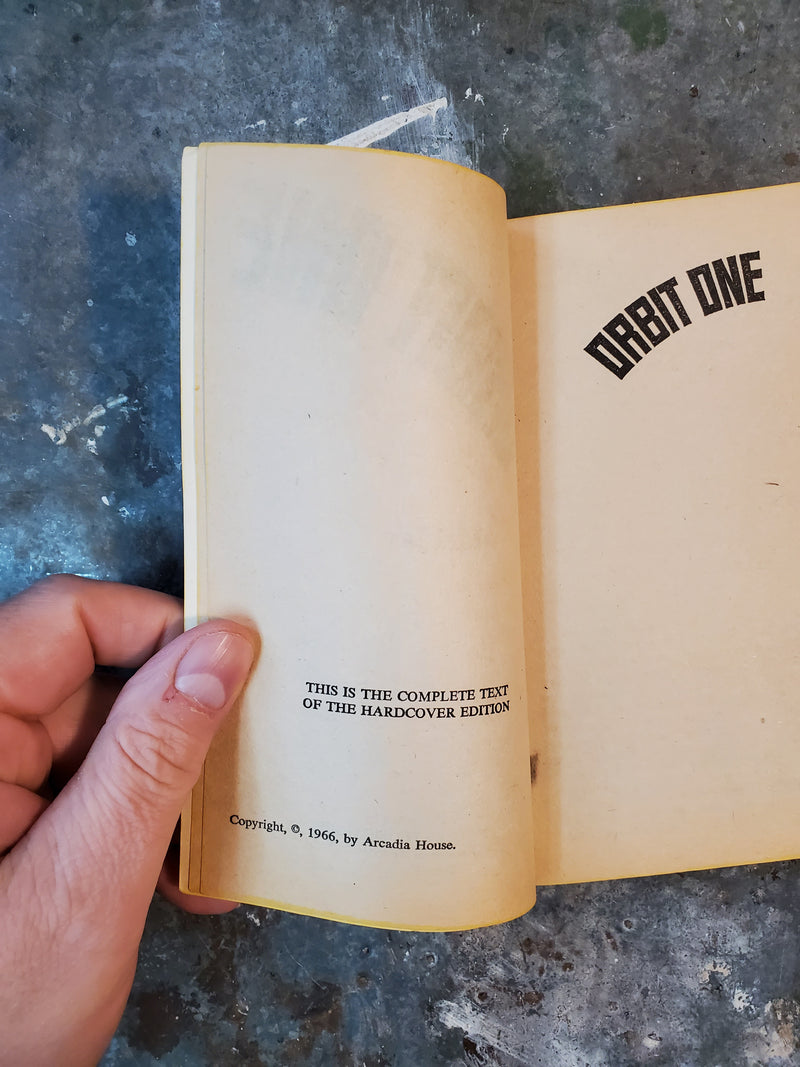 THIS IS THE COMPLETE TEXT
OF THE HARDCOVER EDITION
Copyright, ©, 1966, by Arcadia House.
ORBIT ONE